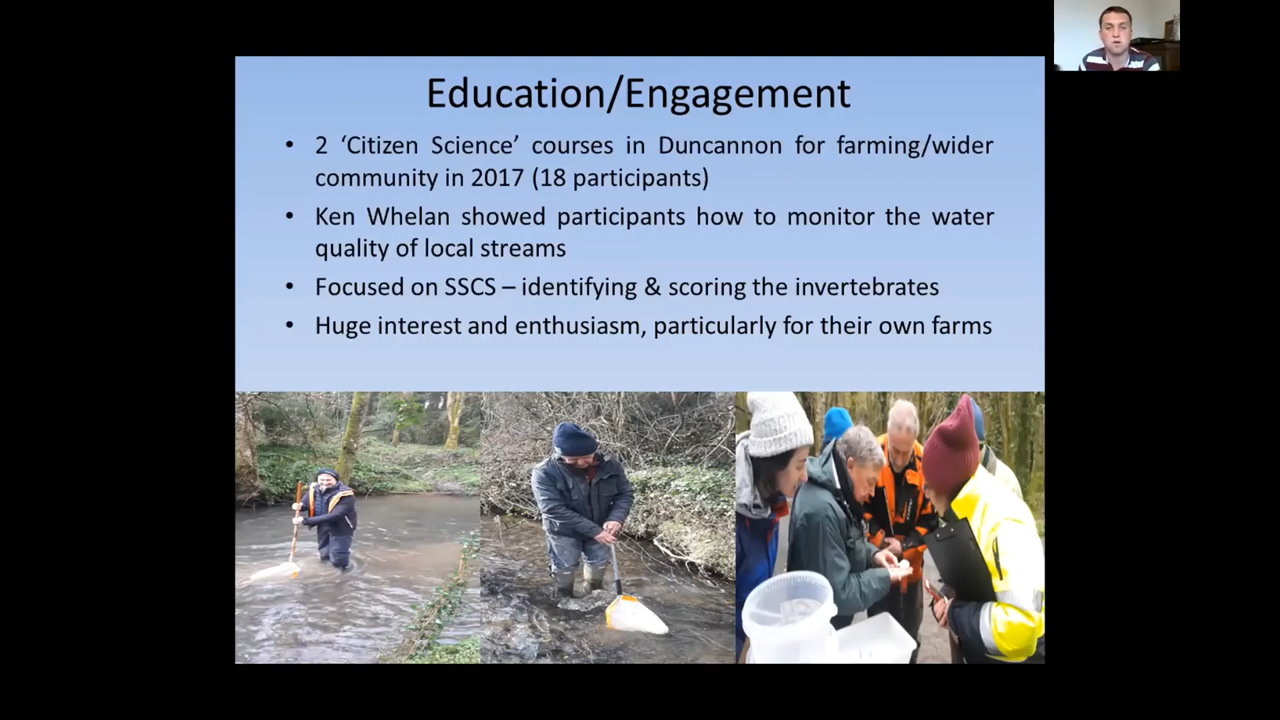 Education/Engagement
• 2 ‘Citizen Science’ courses in Duncannon for farming/wider
community in 2017 (18 participants)
• Ken Whelan showed participants how to monitor the water
quality of local streams
• Focused on SSCS – identifying & scoring the invertebrates
• Huge interest and enthusiasm, particularly for their own farms